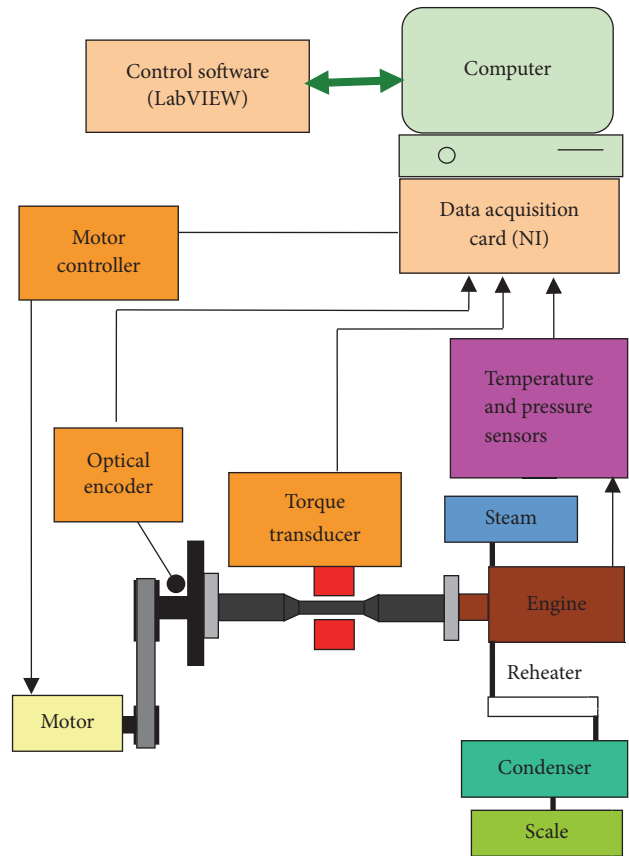 Control software
(LabVIEW)
Computer
Data acquisition
card (NI)
Motor
controller
Temperature
and pressure
sensors
Optical
encoder
Torque
transducer
Steam
Engine
Reheater
Motor
Condenser
Scale